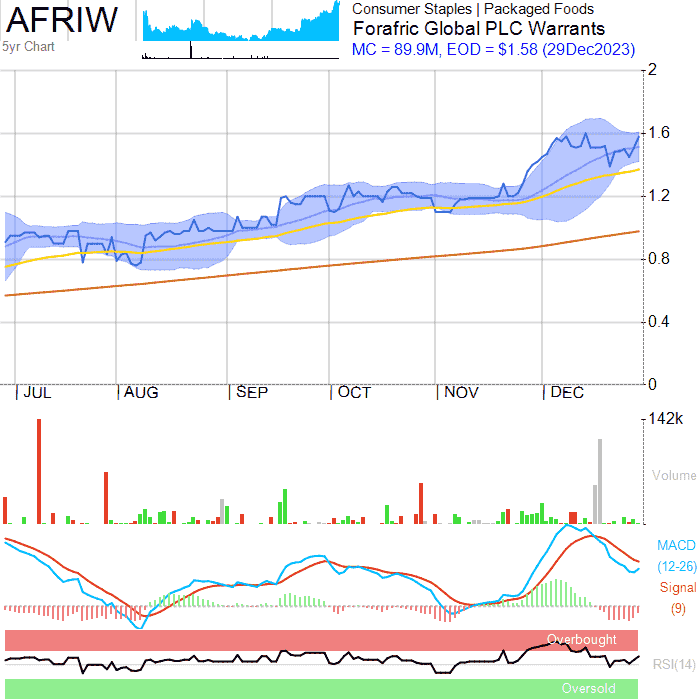 AFRIW
5yr Chart
Consumer Staples | Packaged Foods
Forafric Global PLC Warrants
MC = 89.9M, EOD = $1.58 (29Dec2023)
2
1.6
1.2
0.8
0.4
0
JUL AUG SEP OCT NOV DEC
142k
Volume
MACD
(12-26)
Signal
(9)
Overbought
RSI(14)
Oversold